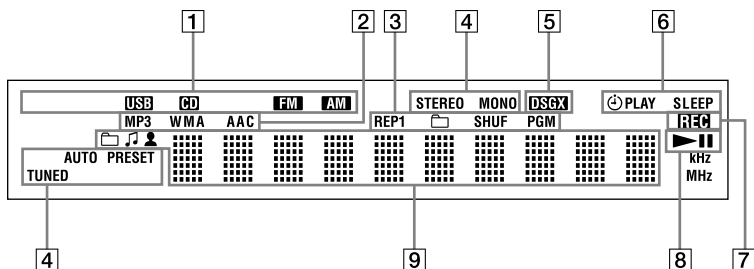 1 2 3 4 5 6
USB CD FM AM STEREO MONO DSGX PLAY SLEEP
MP3 WMA AAC REP1 SHUF PGM REC
AUTO PRESET kHz
TUNED MHz
4 9 8 7